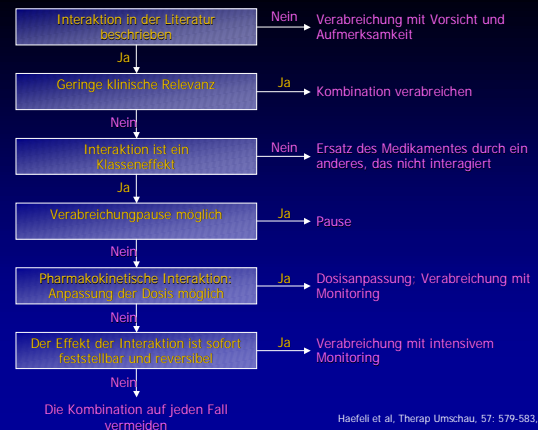 Interaktion in der Literatur
beschrieben
Nein
Verabreichung mit Vorsicht und
Aufmerksamkeit
Ja
Geringe klinische Relevanz
Ja
Kombination verabreichen
Nein
Interaktion ist ein
Klasseneffekt
Nein
Ersatz des Medikamentes durch ein
anderes, das nicht interagiert
Ja
Verabreichungpause möglich
Ja
Pause
Nein
Pharmakokinetische Interaktion:
Anpassung der Dosis möglich
Ja
Dosisanpassung; Verabreichung mit
Monitoring
Nein
Der Effekt der Interaktion ist sofort
feststellbar und reversibel
Ja
Verabreichung mit intensivem
Monitoring
Nein
Die Kombination auf jeden Fall
vermeiden
Haefeli et al, Therap Umschau, 57: 579-583,